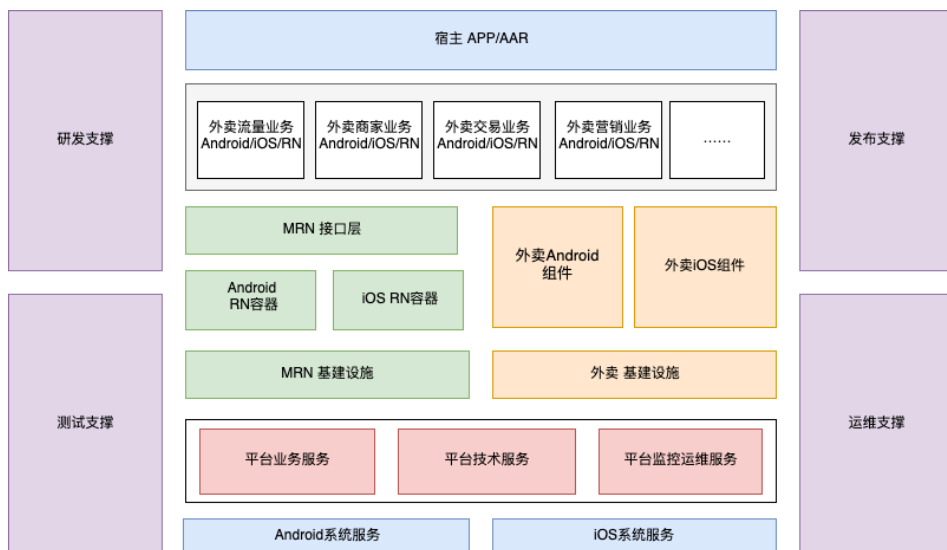 宿主 APP/AAR
研发支撑
外卖流量业务
Android/iOS/RN
外卖商家业务
Android/iOS/RN
外卖交易业务
Android/iOS/RN
外卖营销业务
Android/iOS/RN
......
发布支撑
MRN 接口层
外卖Android
组件
外卖iOS组件
Android
RN容器
iOS RN容器
MRN 基建设施
外卖 基建设施
测试支撑
平台业务服务
平台技术服务
平台监控运维服务
运维支撑
Android系统服务
iOS系统服务